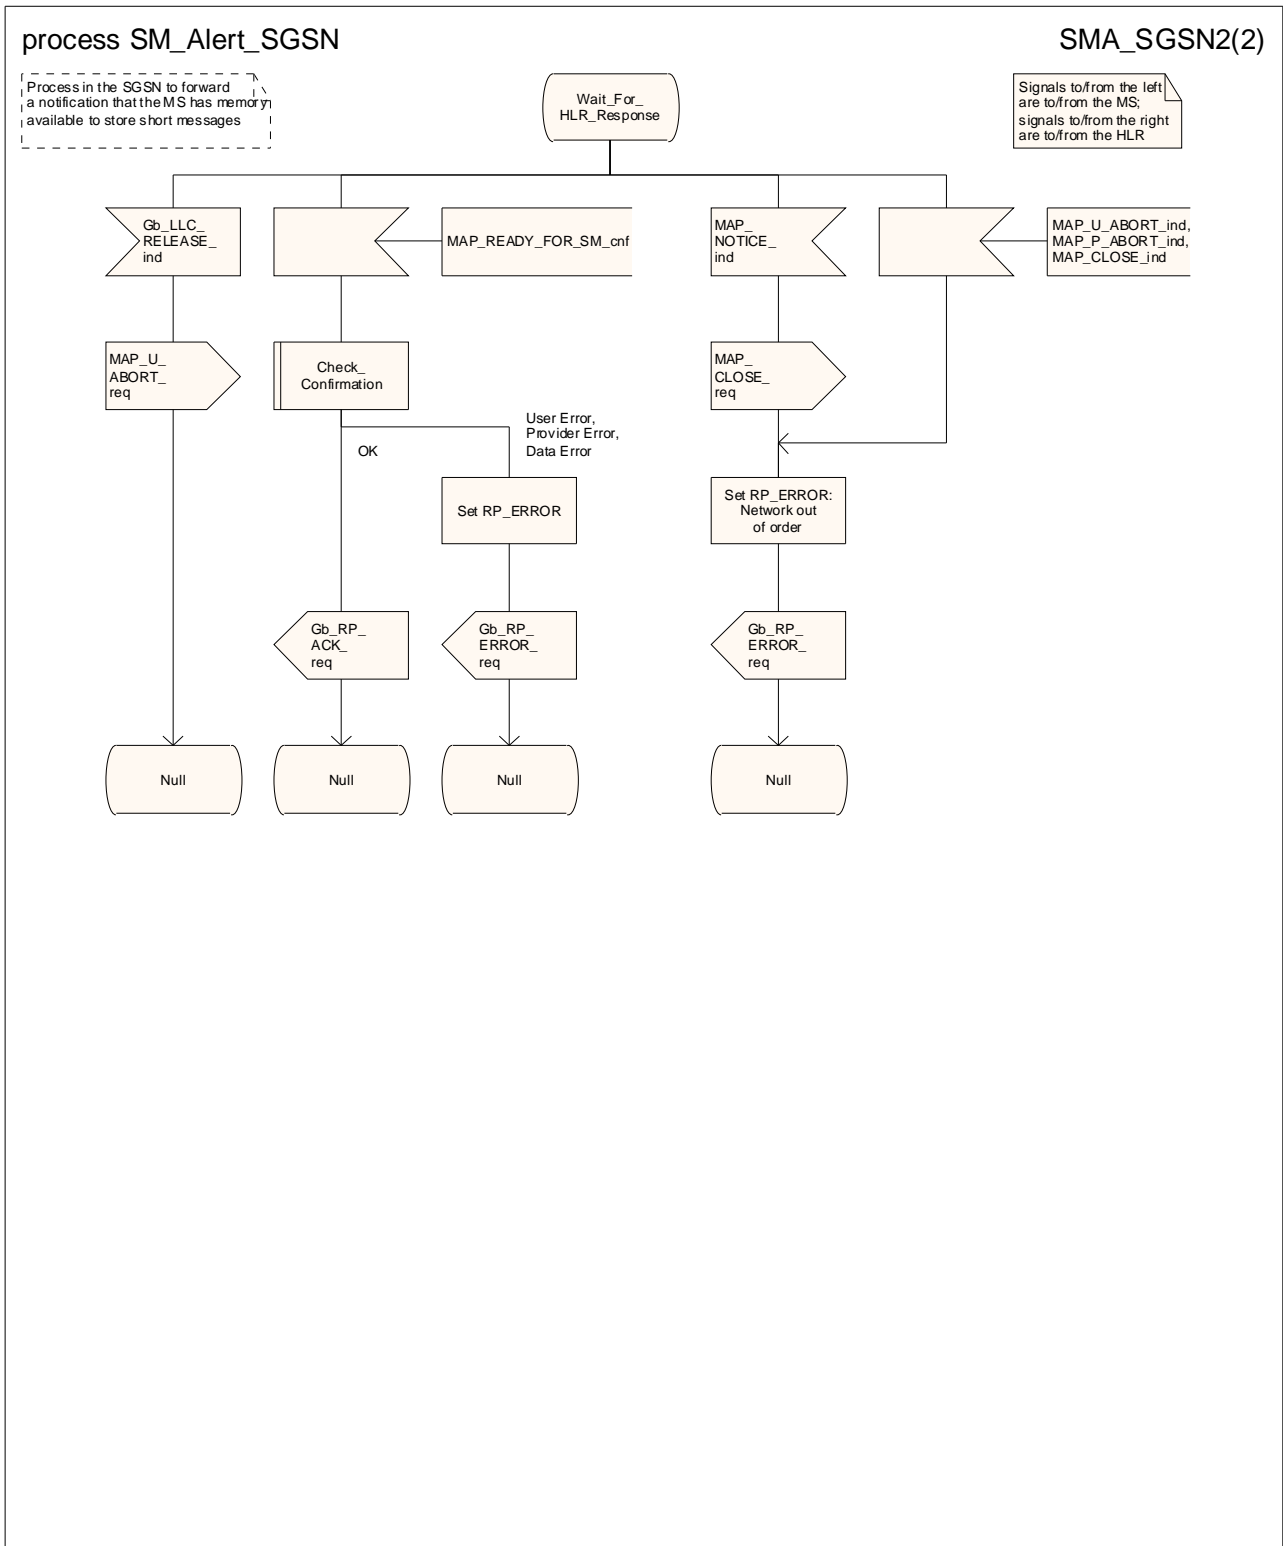 process SM_Alert_SGSN
SMA_SGSN2(2)
Process in the SGSN to forward
a notification that the MS has memory
available to store short messages
Wait_For_
HLR_Response
Signals to/from the left
are to/from the MS;
signals to/from the right
are to/from the HLR
Gb_LLC_
RELEASE_
ind
MAP_READY_FOR_SM_cnf
MAP_
NOTICE_
ind
MAP_U_ABORT_ind,
MAP_P_ABORT_ind,
MAP_CLOSE_ind
MAP_U_
ABORT_
req
Check_
Confirmation
MAP_
CLOSE_
req
OK
User Error,
Provider Error,
Data Error
Set RP_ERROR
Set RP_ERROR:
Network out
of order
Gb_RP_
ACK_
req
Gb_RP_
ERROR_
req
Gb_RP_
ERROR_
req
Null
Null
Null
Null